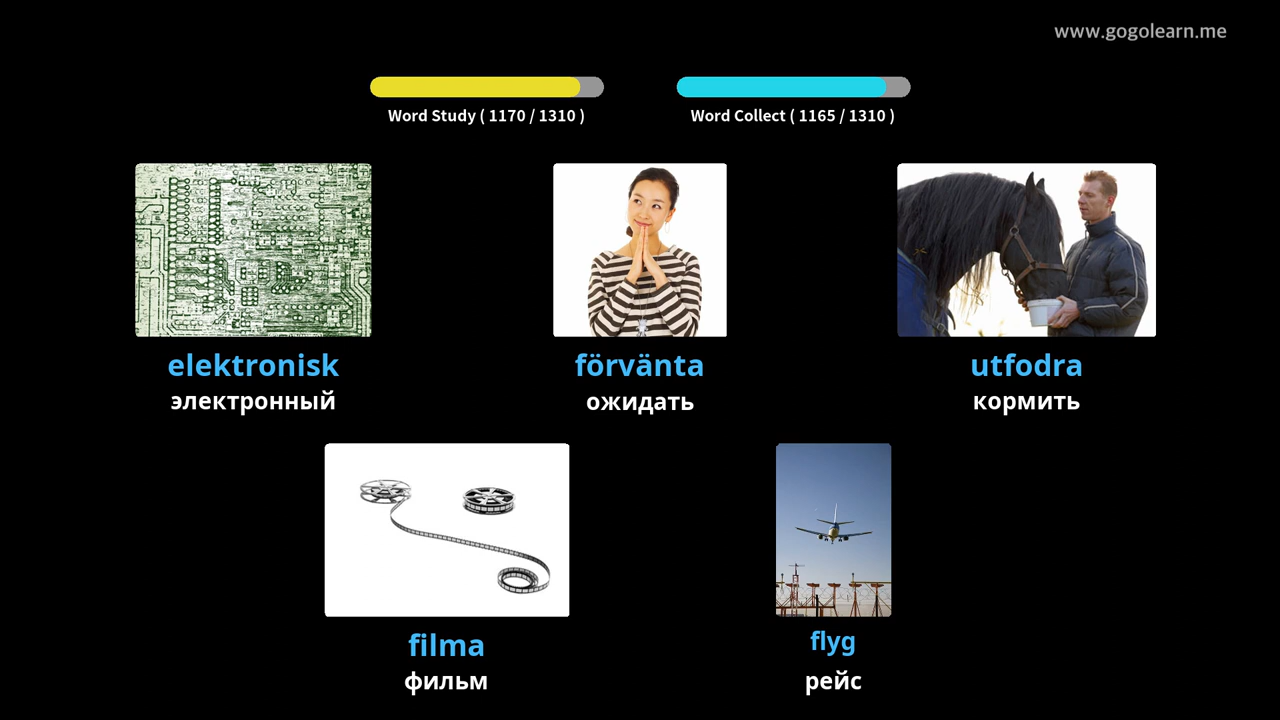 www.gogolearn.me
Word Study ( 1170 / 1310 )
Word Collect ( 1165 / 1310 )
elektronisk
электронный
förvänta
ожидать
utfodra
кормить
filma
фильм
flyg
рейс